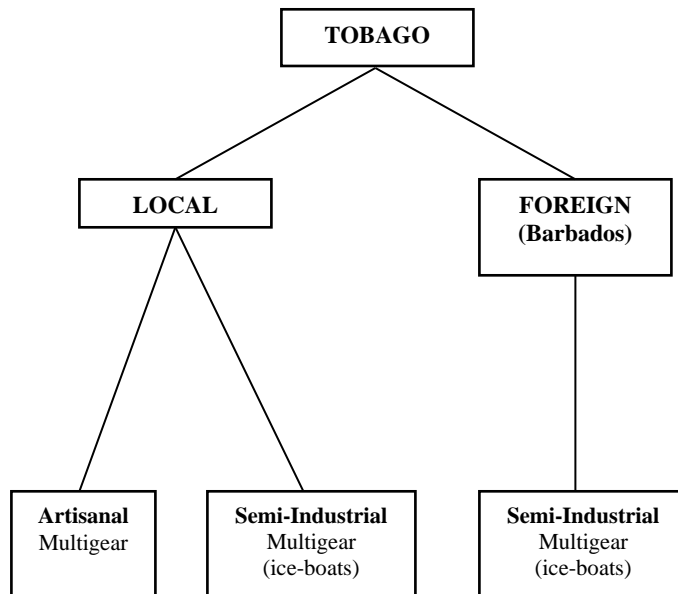 TOBAGO
LOCAL
FOREIGN
(Barbados)
Artisanal
Multigear
Semi-Industrial
Multigear
(ice-boats)
Semi-Industrial
Multigear
(ice-boats)